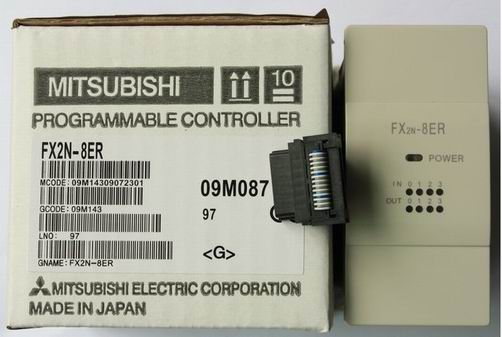 MITSUBISHI
10
PROGRAMMABLE CONTROLLER
FX2N-8ER
MCODE: 09M14309072301
09M087
GCODE: 09M143
97
LNO: 97
<G>
GNAME: FX2N-8ER
MITSUBISHI ELECTRIC CORPORATION
MADE IN JAPAN
FX2N-8ER
POWER
IN 0 1 2 3
OUT 0 1 2 3